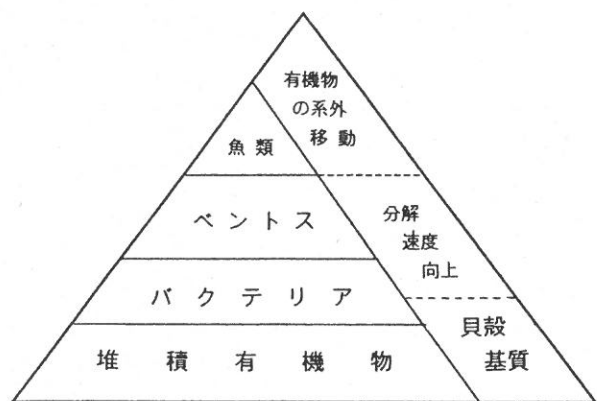 有機物
の系外
移動
魚類
分解
速度
向上
ベントス
バクテリア
貝殻
基質
堆積有機物